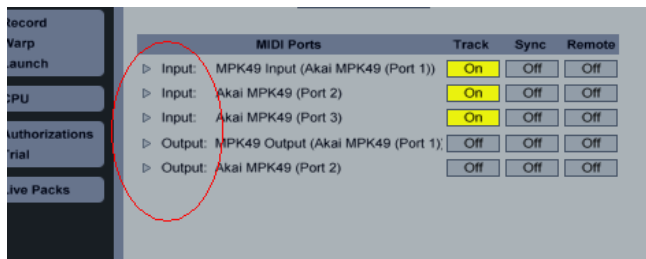 Record
Warp
Launch
CPU
Authorizations
Trial
Live Packs
MIDI Ports Track Sync Remote
Input: MPK49 Input (Akai MPK49 (Port 1)) On Off Off
Input: Akai MPK49 (Port 2) On Off Off
Input: Akai MPK49 (Port 3) On Off Off
Output: MPK49 Output (Akai MPK49 (Port 1) Off Off Off
Output: Akai MPK49 (Port 2) Off Off Off